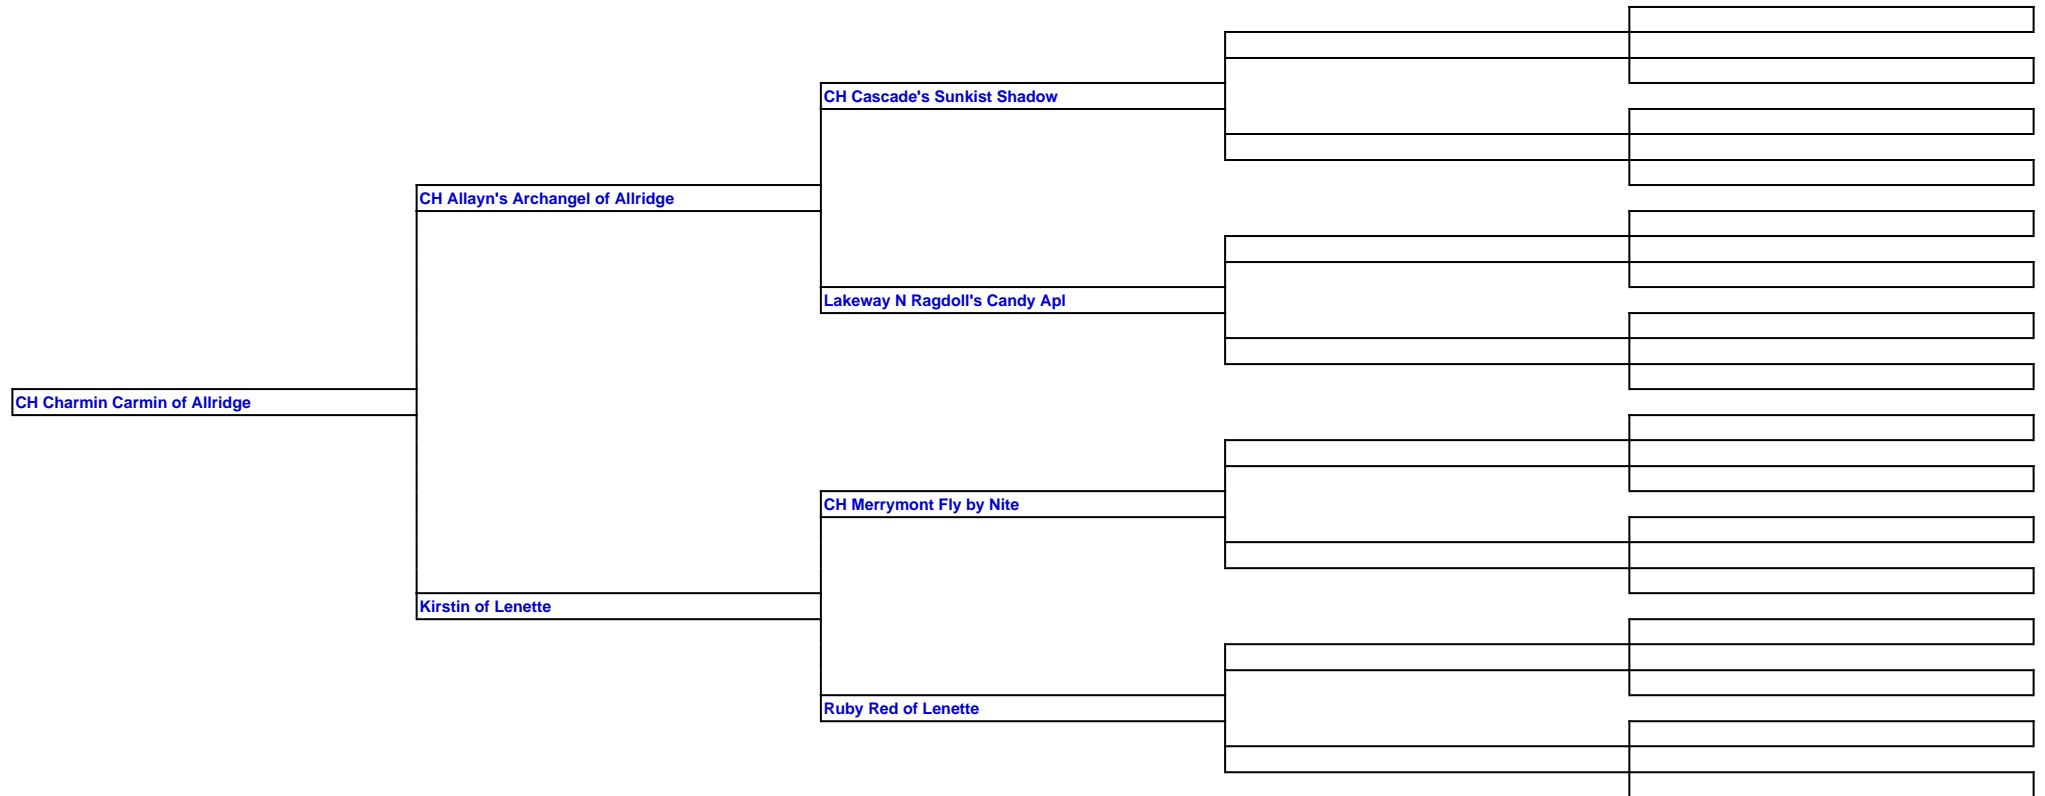 CH Cascade's Sunkist Shadow
CH Allayn's Archangel of Allridge
Lakeway N Ragdoll's Candy Apl
CH Charmin Carmin of Allridge
CH Merrymont Fly by Nite
Kirstin of Lenette
Ruby Red of Lenette